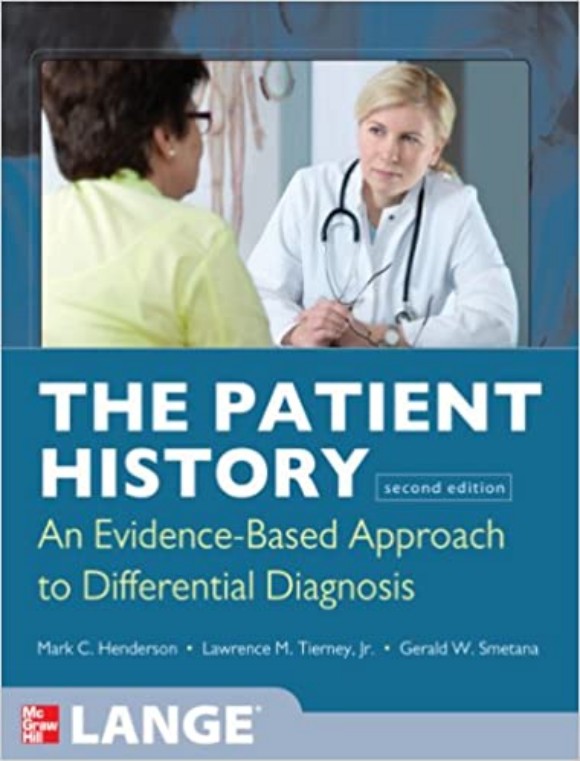 THE PATIENT
HISTORY second edition
An Evidence-Based Approach
to Differential Diagnosis
Mark C. Henderson • Lawrence M. Tierney, Jr. • Gerald W. Smetana
Mc
Graw
Hill
LANGE®